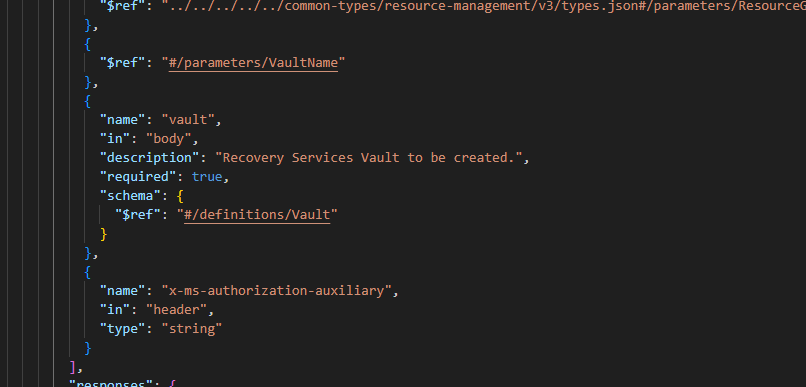 "$ref": "../../../../../common-types/resource-management/v3/types.json#/parameters/ResourceG
},
{
"$ref": "#/parameters/VaultName"
},
{
"name": "vault",
"in": "body",
"description": "Recovery Services Vault to be created.",
"required": true,
"schema": {
"$ref": "#/definitions/Vault"
}
},
{
"name": "x-ms-authorization-auxiliary",
"in": "header",
"type": "string"
}
],
"responses": {